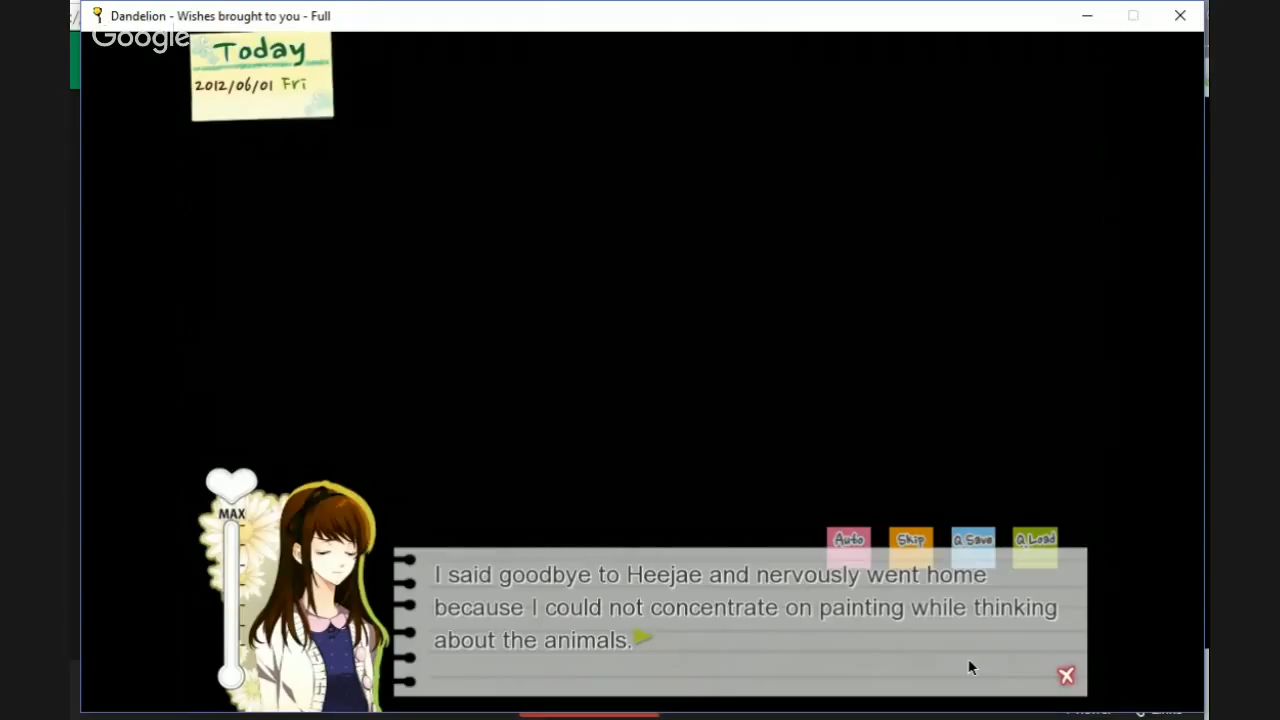 Dandelion - Wishes brought to you - Full
Google
Today
2012/06/01 Fri
MAX
Auto
Skip
Q Save
Q Load
I said goodbye to Heejae and nervously went home
because I could not concentrate on painting while thinking
about the animals.